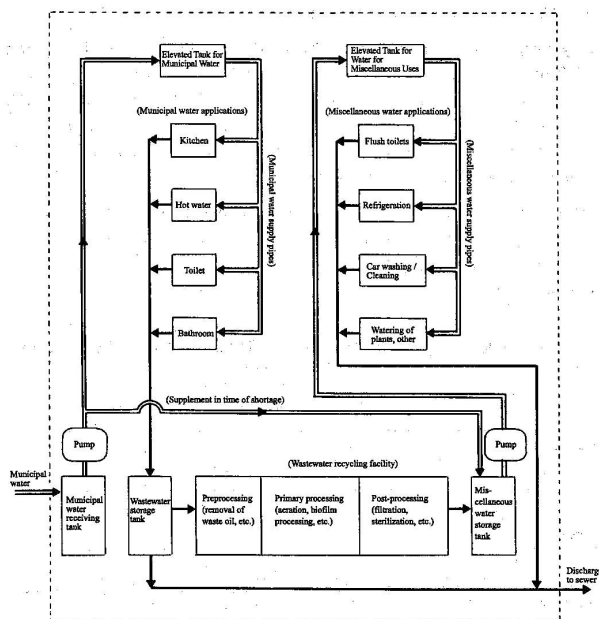 Elevated Tank for
Municipal Water
Elevated Tank for
Water for
Miscellaneous Uses
(Municipal water applications)
(Miscellaneous water applications)
Kitchen
Hot water
Toilet
Bathroom
(Municipal water supply pipes)
Flush toilets
Refrigeration
Car washing /
Cleaning
Watering of
plants, other
(Miscellaneous water supply pipes)
(Supplement in time of shortage)
Pump
Pump
(Wastewater recycling facility)
Municipal
water
Municipal
water
receiving
tank
Wastewater
storage
tank
Preprocessing
(removal of
waste oil, etc.)
Primary processing
(aeration, biofilm
processing, etc.)
Post-processing
(filtration,
sterilization, etc.)
Mis-
cellaneous
water
storage
tank
Discharge
to sewer